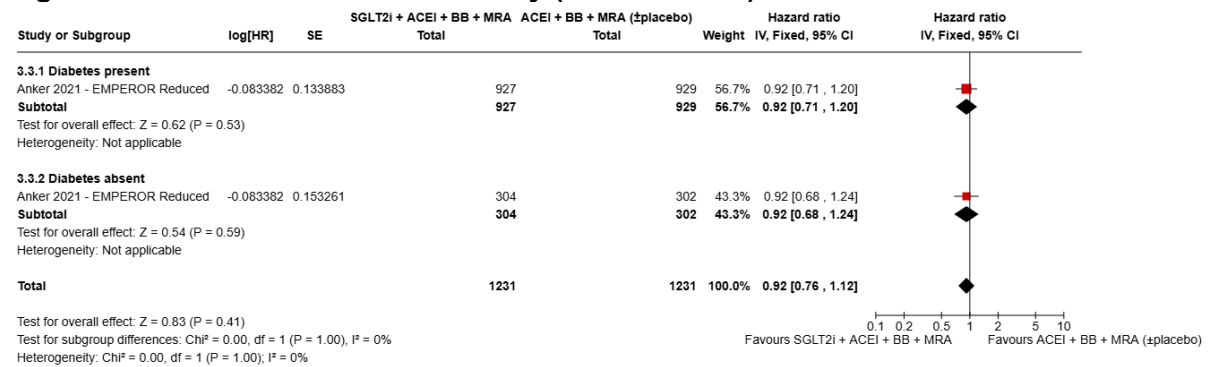 SGLT2i + ACEI + BB + MRA ACEI + BB + MRA (±placebo) Hazard ratio Hazard ratio
Study or Subgroup log[HR] SE Total Total Weight IV, Fixed, 95% CI IV, Fixed, 95% CI
3.3.1 Diabetes present
Anker 2021 - EMPEROR Reduced -0.083382 0.133883 927 929 56.7% 0.92 [0.71 , 1.20]
Subtotal 927 929 56.7% 0.92 [0.71 , 1.20]
Test for overall effect: Z = 0.62 (P = 0.53)
Heterogeneity: Not applicable
3.3.2 Diabetes absent
Anker 2021 - EMPEROR Reduced -0.083382 0.153261 304 302 43.3% 0.92 [0.68 , 1.24]
Subtotal 304 302 43.3% 0.92 [0.68 , 1.24]
Test for overall effect: Z = 0.54 (P = 0.59)
Heterogeneity: Not applicable
Total 1231 1231 100.0% 0.92 [0.76 , 1.12]
Test for overall effect: Z = 0.83 (P = 0.41)
0.1 0.2 0.5 1 2 5 10
Test for subgroup differences: Chi² = 0.00, df = 1 (P = 1.00), I² = 0%
Favours SGLT2i + ACEI + BB + MRA Favours ACEI + BB + MRA (±placebo)
Heterogeneity: Chi² = 0.00, df = 1 (P = 1.00); I² = 0%